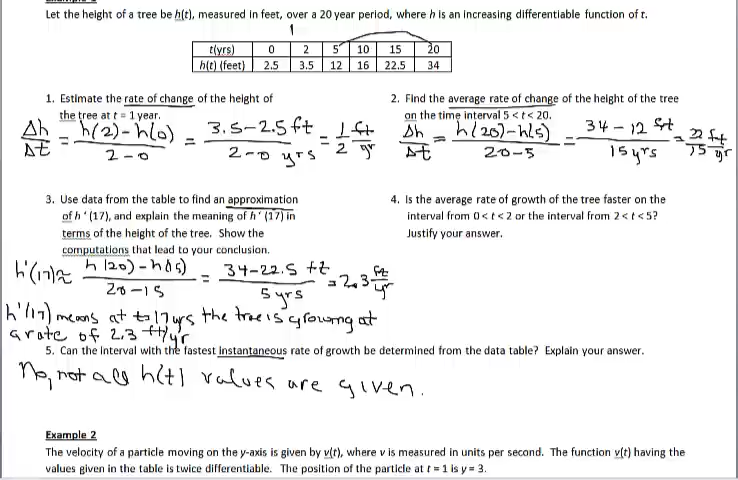 Let the height of a tree be h(t), measured in feet, over a 20 year period, where h is an increasing differentiable function of t.
t(yrs) 0 2 5 10 15 20
h(t) (feet) 2.5 3.5 12 16 22.5 34
1. Estimate the rate of change of the height of
the tree at t = 1 year.
Δh/Δt = h(2)-h(0)/2-0 = 3.5-2.5 ft/2-0 yrs = 1/2 ft/yr
2. Find the average rate of change of the height of the tree
on the time interval 5 < t < 20.
Δh/Δt = h(20)-h(5)/20-5 = 34-12 ft/15 yrs = 22/15 ft/yr
3. Use data from the table to find an approximation
of h ' (17), and explain the meaning of h ' (17) in
terms of the height of the tree. Show the
computations that lead to your conclusion.
h'(17) ≈ h(20)-h(15)/20-15 = 34-22.5 ft/5 yrs = 2.3 ft/yr
h'(17) means at t=17 yrs the tree is growing at
a rate of 2.3 ft/yr
4. Is the average rate of growth of the tree faster on the
interval from 0 < t < 2 or the interval from 2 < t < 5?
Justify your answer.
5. Can the interval with the fastest instantaneous rate of growth be determined from the data table? Explain your answer.
No, not all h(t) values are given.
Example 2
The velocity of a particle moving on the y-axis is given by v(t), where v is measured in units per second. The function v(t) having the
values given in the table is twice differentiable. The position of the particle at t = 1 is y = 3.